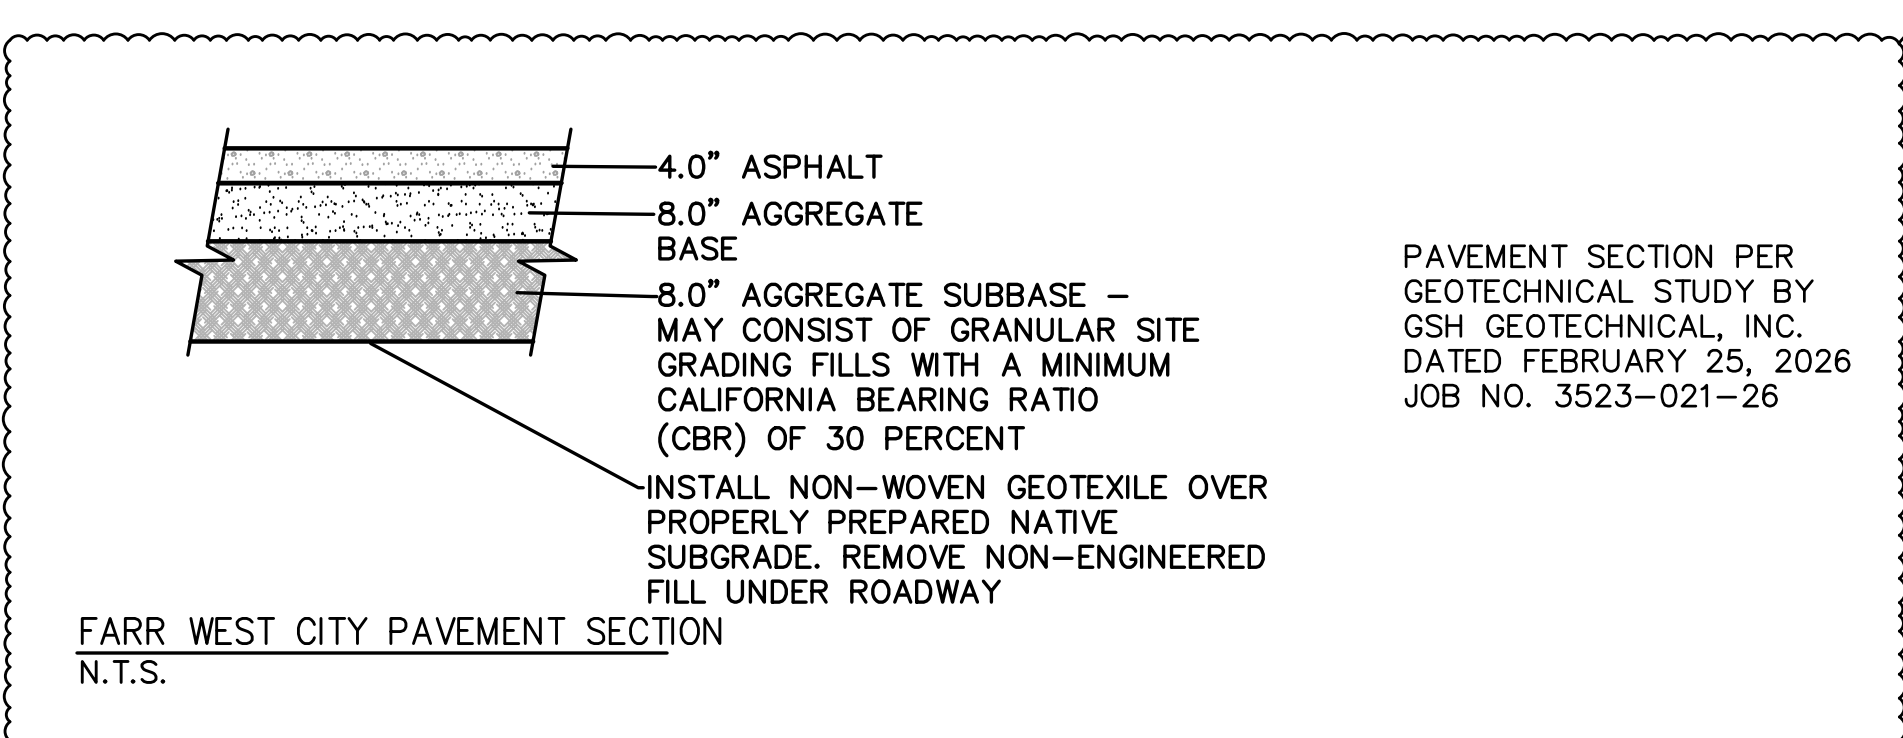 4.0” ASPHALT
8.0” AGGREGATE
BASE
8.0” AGGREGATE SUBBASE –
MAY CONSIST OF GRANULAR SITE
GRADING FILLS WITH A MINIMUM
CALIFORNIA BEARING RATIO
(CBR) OF 30 PERCENT
INSTALL NON–WOVEN GEOTEXILE OVER
PROPERLY PREPARED NATIVE
SUBGRADE. REMOVE NON–ENGINEERED
FILL UNDER ROADWAY
PAVEMENT SECTION PER
GEOTECHNICAL STUDY BY
GSH GEOTECHNICAL, INC.
DATED FEBRUARY 25, 2026
JOB NO. 3523–021–26
FARR WEST CITY PAVEMENT SECTION
N.T.S.